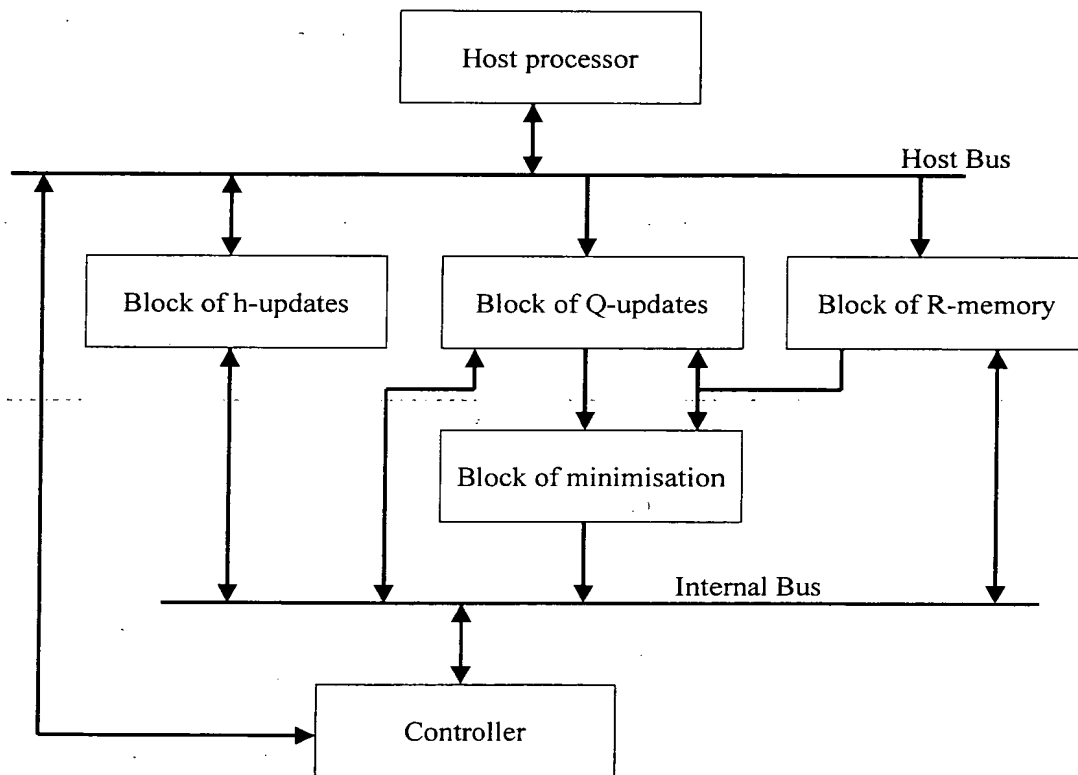 Host processor
Host Bus
Block of h-updates
Block of Q-updates
Block of R-memory
Block of minimisation
Internal Bus
Controller